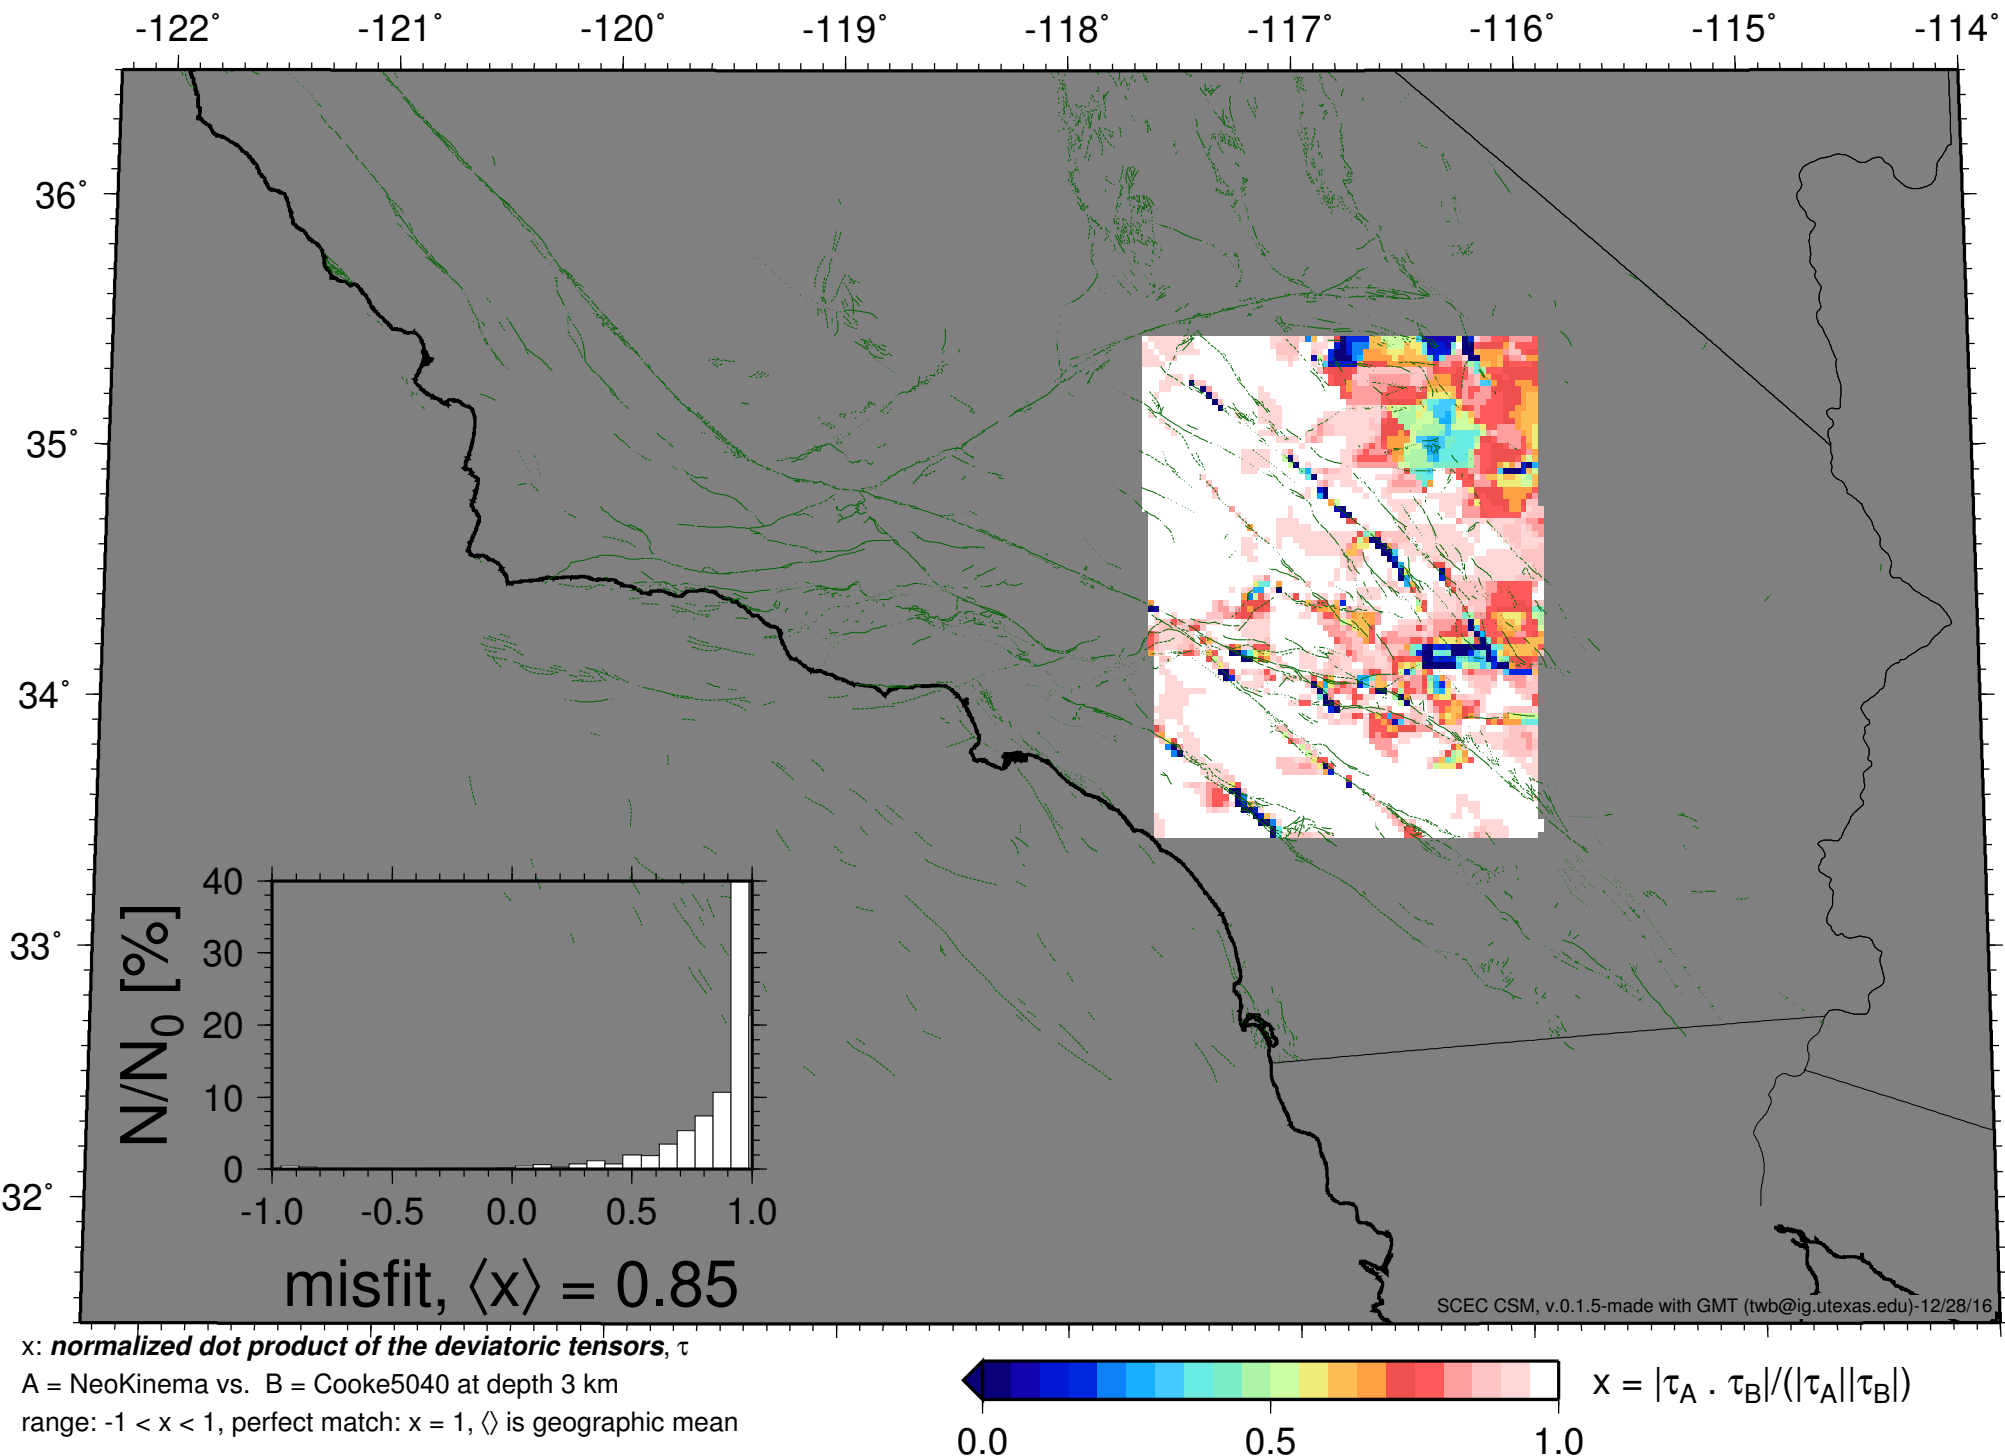 -122˚ -121˚ -120˚ -119˚ -118˚ -117˚ -116˚ -115˚ -114˚
36˚
35˚
34˚
33˚
32˚
N/N0 [%]
40
30
20
10
0
-1.0 -0.5 0.0 0.5 1.0
misfit, ⟨x⟩ = 0.85
SCEC CSM, v.0.1.5-made with GMT (twb@ig.utexas.edu)-12/28/16
x: normalized dot product of the deviatoric tensors, τ
A = NeoKinema vs. B = Cooke5040 at depth 3 km
range: -1 < x < 1, perfect match: x = 1, ⟨⟩ is geographic mean
x = |τA . τB|/(|τA||τB|)
0.0 0.5 1.0